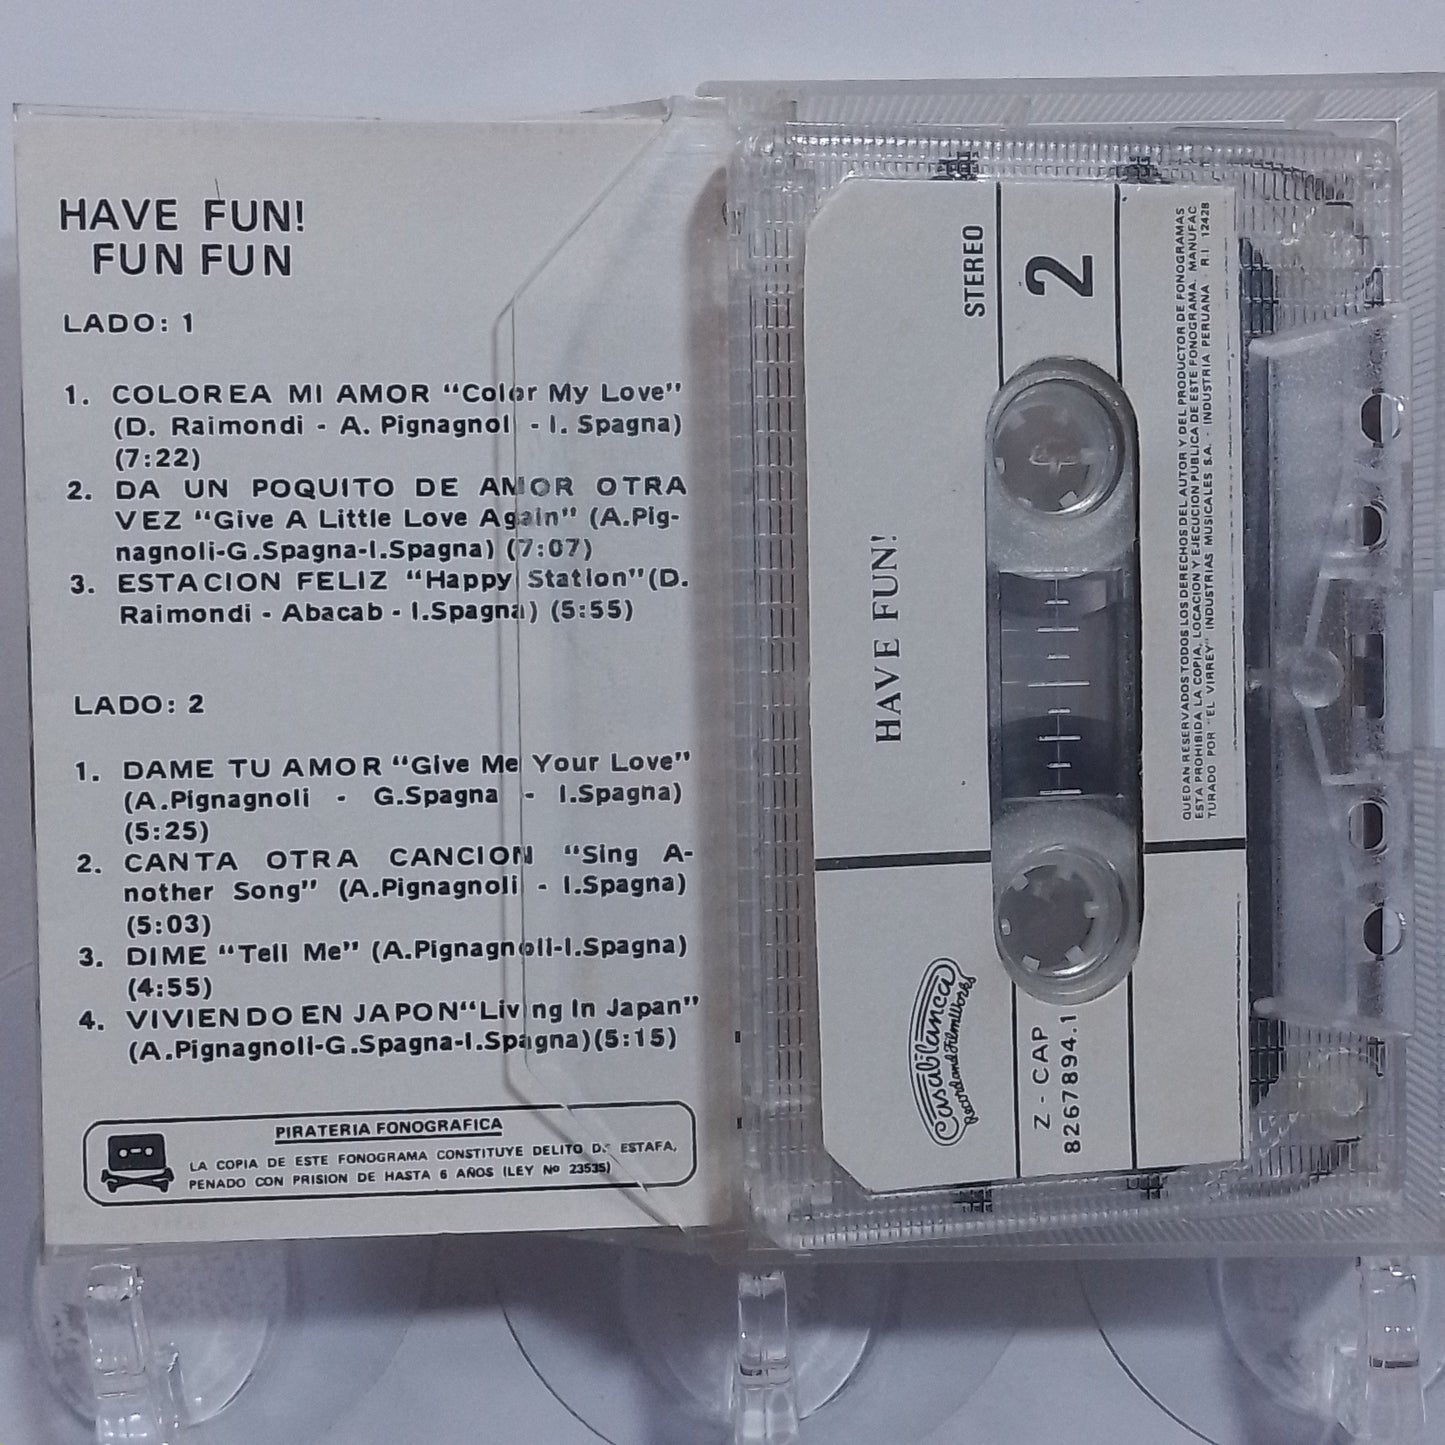 HAVE FUN!
FUN FUN
LADO: 1
1. COLOREA MI AMOR "Color My Love"
(D. Raimondi - A. Pignagnoli - I. Spagna)
(7:22)
2. DA UN POQUITO DE AMOR OTRA
VEZ "Give A Little Love Again" (A.Pig-
nagnoli-G.Spagna-I.Spagna) (7:07)
3. ESTACION FELIZ "Happy Station"(D.
Raimondi - Abacab - I.Spagna) (5:55)
LADO: 2
1. DAME TU AMOR "Give Me Your Love"
(A.Pignagnoli - G.Spagna - I.Spagna)
(5:25)
2. CANTA OTRA CANCION "Sing A-
nother Song" (A.Pignagnoli - I.Spagna)
(5:03)
3. DIME "Tell Me" (A.Pignagnoli-I.Spagna)
(4:55)
4. VIVIENDO EN JAPON "Living In Japan"
(A.Pignagnoli-G.Spagna-I.Spagna)(5:15)
PIRATERIA FONOGRAFICA
LA COPIA DE ESTE FONOGRAMA CONSTITUYE DELITO DE ESTAFA,
PENADO CON PRISION DE HASTA 6 AÑOS (LEY Nº 23535)
STEREO
2
HAVE FUN!
Casablanca
Record and FilmWorks
Z - CAP
8267894.1
QUEDAN RESERVADOS TODOS LOS DERECHOS DEL AUTOR Y DEL PRODUCTOR DE FONOGRAMAS
ESTA PROHIBIDA LA COPIA, LOCACION Y EJECUCION PUBLICA DE ESTE FONOGRAMA. MANUFAC
TURADO POR "EL VIRREY" INDUSTRIAS MUSICALES S.A. - INDUSTRIA PERUANA - R.I. 12428